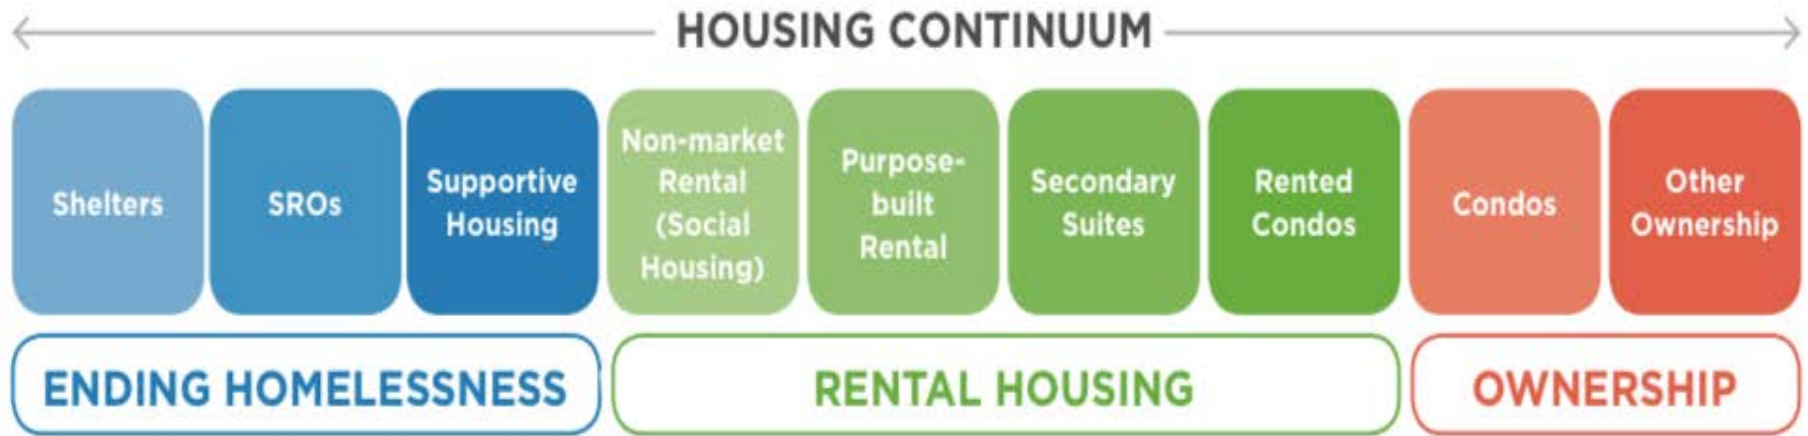 HOUSING CONTINUUM
Shelters
SROs
Supportive
Housing
Non-market
Rental
(Social
Housing)
Purpose-
built
Rental
Secondary
Suites
Rented
Condos
Condos
Other
Ownership
ENDING HOMELESSNESS
RENTAL HOUSING
OWNERSHIP